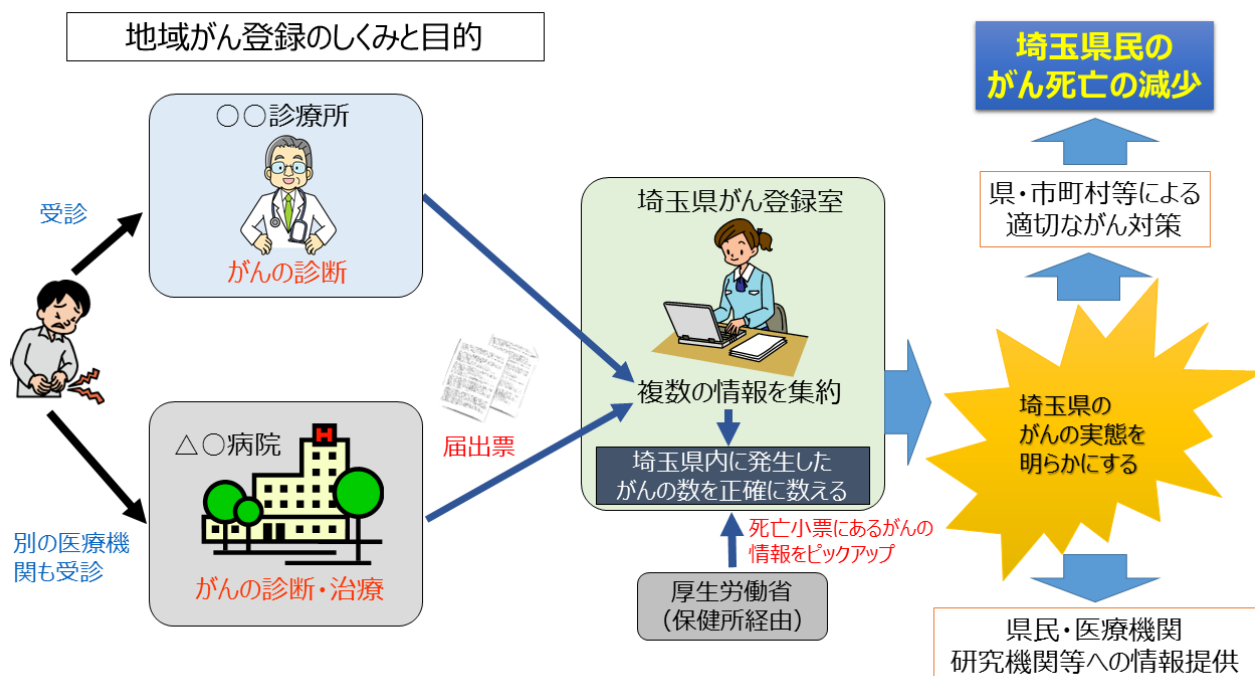 地域がん登録のしくみと目的
○○診療所
がんの診断
受診
別の医療機
関も受診
△○病院
H
がんの診断・治療
届出票
埼玉県がん登録室
複数の情報を集約
埼玉県内に発生した
がんの数を正確に数える
死亡小票にあるがんの
情報をピックアップ
厚生労働省
（保健所経由）
埼玉県民の
がん死亡の減少
県・市町村等による
適切ながん対策
埼玉県の
がんの実態を
明らかにする
県民・医療機関
研究機関等への情報提供